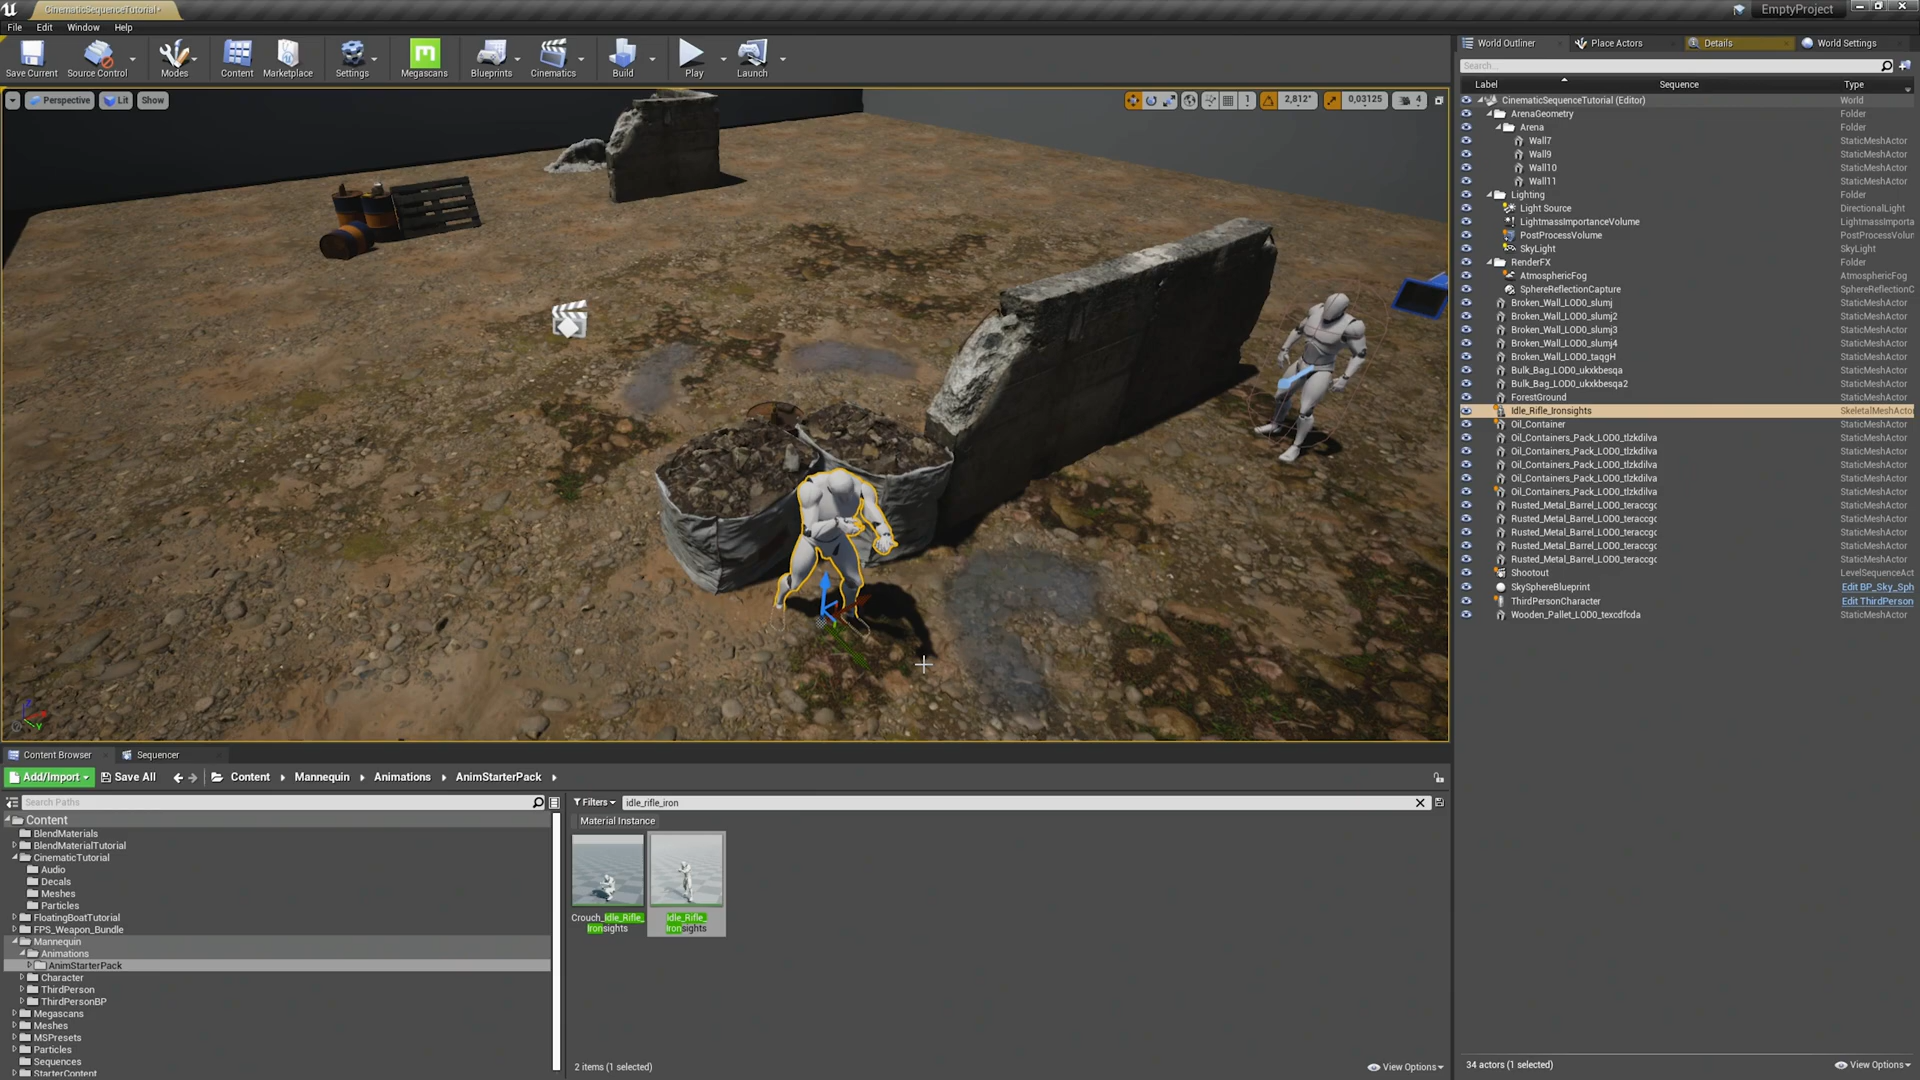 CinematicSequenceTutorial*
EmptyProject
File Edit Window Help
Save Current Source Control Modes Content Marketplace Settings Megascans Blueprints Cinematics Build Play Launch
Perspective Lit Show
1 2,812° 0,03125 4
World Outliner Place Actors Details World Settings
Search...
Label Sequence Type
CinematicSequenceTutorial (Editor) World
ArenaGeometry Folder
Arena Folder
Wall7 StaticMeshActor
Wall9 StaticMeshActor
Wall10 StaticMeshActor
Wall11 StaticMeshActor
Lighting Folder
Light Source DirectionalLight
LightmassImportanceVolume LightmassImporta
PostProcessVolume PostProcessVolun
SkyLight SkyLight
RenderFX Folder
AtmosphericFog AtmosphericFog
SphereReflectionCapture SphereReflectionC
Broken_Wall_LOD0_slumj StaticMeshActor
Broken_Wall_LOD0_slumj2 StaticMeshActor
Broken_Wall_LOD0_slumj3 StaticMeshActor
Broken_Wall_LOD0_slumj4 StaticMeshActor
Broken_Wall_LOD0_taqgH StaticMeshActor
Bulk_Bag_LOD0_ukxkbesqa StaticMeshActor
Bulk_Bag_LOD0_ukxkbesqa2 StaticMeshActor
ForestGround StaticMeshActor
Idle_Rifle_Ironsights SkeletalMeshActo
Oil_Container StaticMeshActor
Oil_Containers_Pack_LOD0_tlzkdilva StaticMeshActor
Oil_Containers_Pack_LOD0_tlzkdilva StaticMeshActor
Oil_Containers_Pack_LOD0_tlzkdilva StaticMeshActor
Oil_Containers_Pack_LOD0_tlzkdilva StaticMeshActor
Oil_Containers_Pack_LOD0_tlzkdilva StaticMeshActor
Rusted_Metal_Barrel_LOD0_teraccgc StaticMeshActor
Rusted_Metal_Barrel_LOD0_teraccgc StaticMeshActor
Rusted_Metal_Barrel_LOD0_teraccgc StaticMeshActor
Rusted_Metal_Barrel_LOD0_teraccgc StaticMeshActor
Rusted_Metal_Barrel_LOD0_teraccgc StaticMeshActor
Shootout LevelSequenceAct
SkySphereBlueprint Edit BP_Sky_Sph
ThirdPersonCharacter Edit ThirdPerson
Wooden_Pallet_LOD0_texcdfcda StaticMeshActor
34 actors (1 selected) View Options
Content Browser Sequencer
Add/Import Save All Content Mannequin Animations AnimStarterPack
Search Paths
Content
BlendMaterials
BlendMaterialTutorial
CinematicTutorial
Audio
Decals
Meshes
Particles
FloatingBoatTutorial
FPS_Weapon_Bundle
Mannequin
Animations
AnimStarterPack
Character
ThirdPerson
ThirdPersonBP
Megascans
Meshes
MSPresets
Particles
Sequences
StarterContent
Filters idle_rifle_iron
Material Instance
Crouch_Idle_Rifle_
Ironsights
Idle_Rifle_
Ironsights
2 items (1 selected) View Options